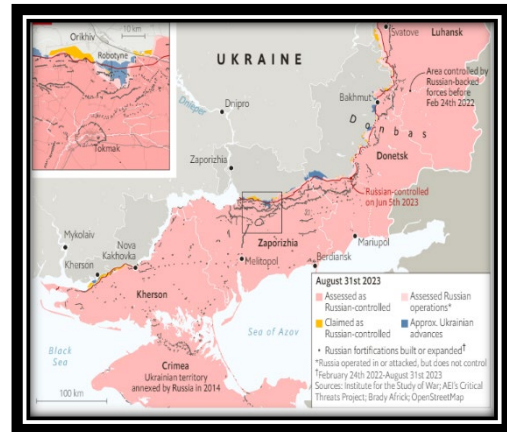 10 km
Orikhiv
Robotyne
Tokmak
UKRAINE
Svatove
Luhansk
Area controlled by
Russian-backed
forces before
Feb 24th 2022
Dnieper
Dnipro
Bakhmut
Donbas
Zaporizhia
Donetsk
Russian-controlled
on Jun 5th 2023
Mykolaiv
Nova
Kakhovka
Kherson
Zaporizhia
Mariupol
Melitopol
Berdiansk
Kherson
Sea of Azov
Black
Sea
Crimea
Ukrainian territory
annexed by Russia in 2014
100 km
August 31st 2023
Assessed as
Russian-controlled
Assessed Russian
operations*
Claimed as
Russian-controlled
Approx. Ukrainian
advances
• Russian fortifications built or expanded†
*Russia operated in or attacked, but does not control
†February 24th 2022-August 31st 2023
Sources: Institute for the Study of War; AEI's Critical
Threats Project; Brady Africk; OpenStreetMap